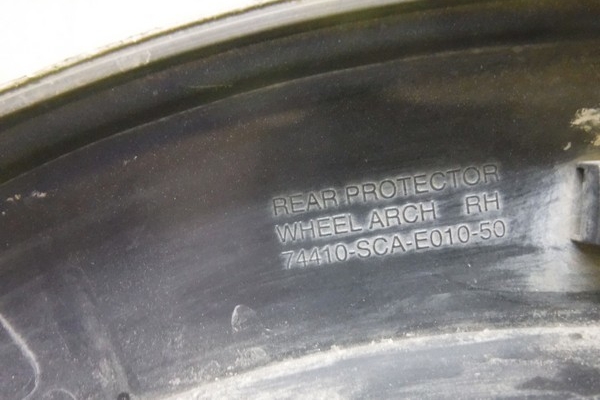 REAR PROTECTOR
WHEEL ARCH RH
74410-SCA-E010-50